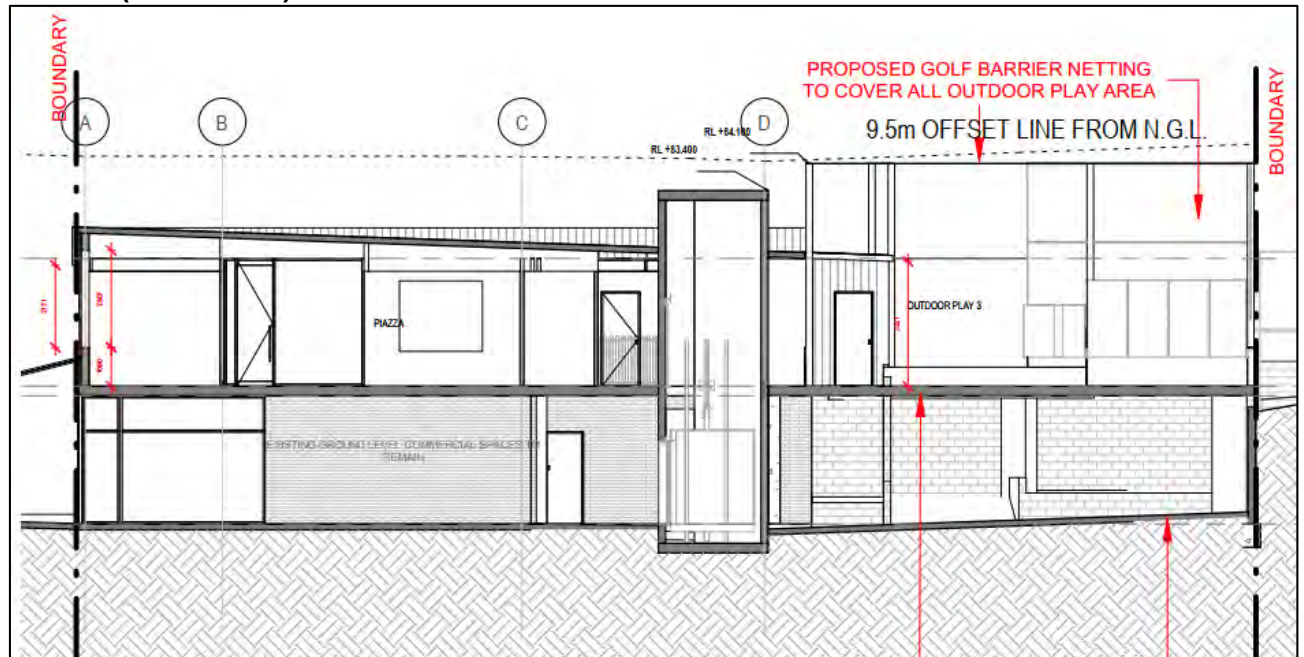 BOUNDARY
A
B
C
D
PROPOSED GOLF BARRIER NETTING
TO COVER ALL OUTDOOR PLAY AREA
9.5m OFFSET LINE FROM N.G.L.
BOUNDARY
RL +84.100
RL +83.400
PIAZZA
OUTDOOR PLAY 3
EXISTING GROUND LEVEL COMMERCIAL SPACES TO
REMAIN